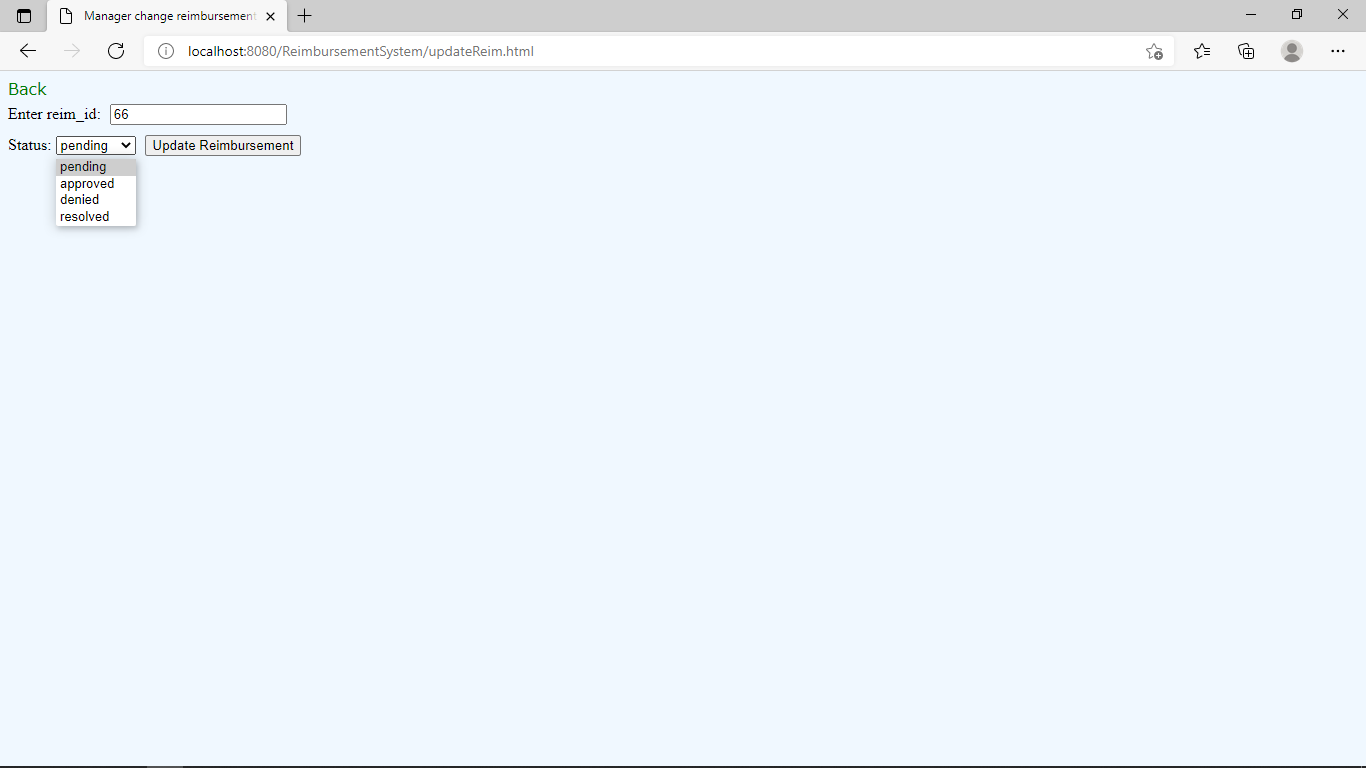 Manager change reimbursement
localhost:8080/ReimbursementSystem/updateReim.html
Back
Enter reim_id: 66
Status: pending Update Reimbursement
pending
approved
denied
resolved